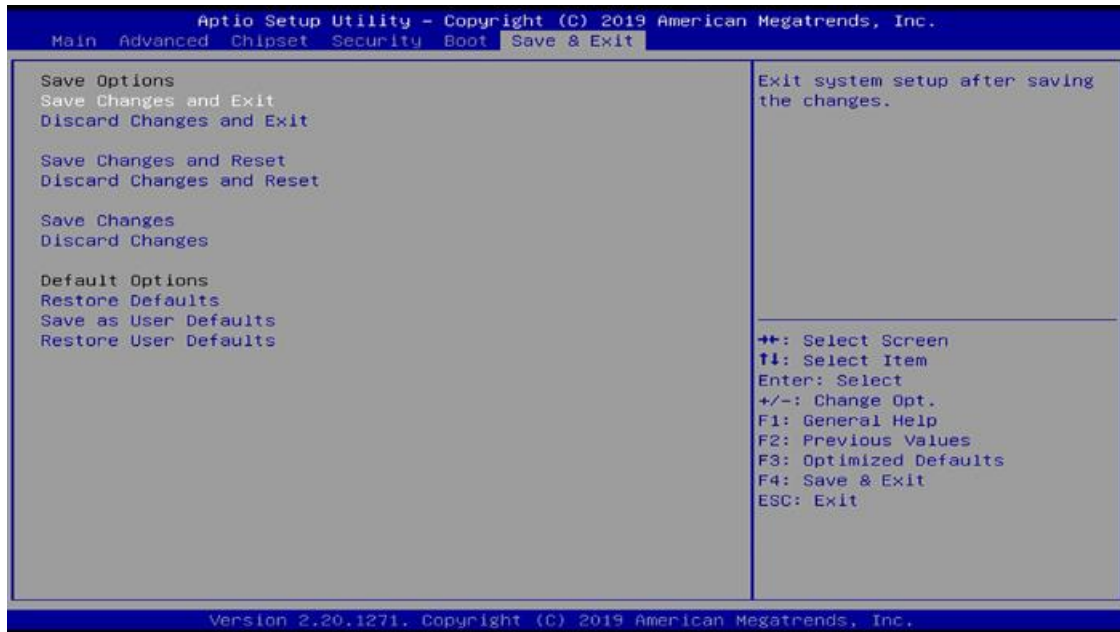 Aptio Setup Utility – Copyright (C) 2019 American Megatrends, Inc.
Main Advanced Chipset Security Boot Save & Exit
Save Options
Save Changes and Exit
Discard Changes and Exit
Save Changes and Reset
Discard Changes and Reset
Save Changes
Discard Changes
Default Options
Restore Defaults
Save as User Defaults
Restore User Defaults
Exit system setup after saving
the changes.
→←: Select Screen
↑↓: Select Item
Enter: Select
+/-: Change Opt.
F1: General Help
F2: Previous Values
F3: Optimized Defaults
F4: Save & Exit
ESC: Exit
Version 2.20.1271. Copyright (C) 2019 American Megatrends, Inc.